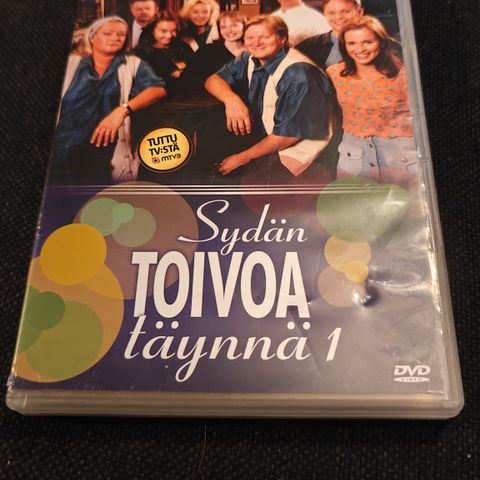 TUTTU
TV:STÄ
MTV3
Sydän
TOIVOA
täynnä 1
DVD
VIDEO